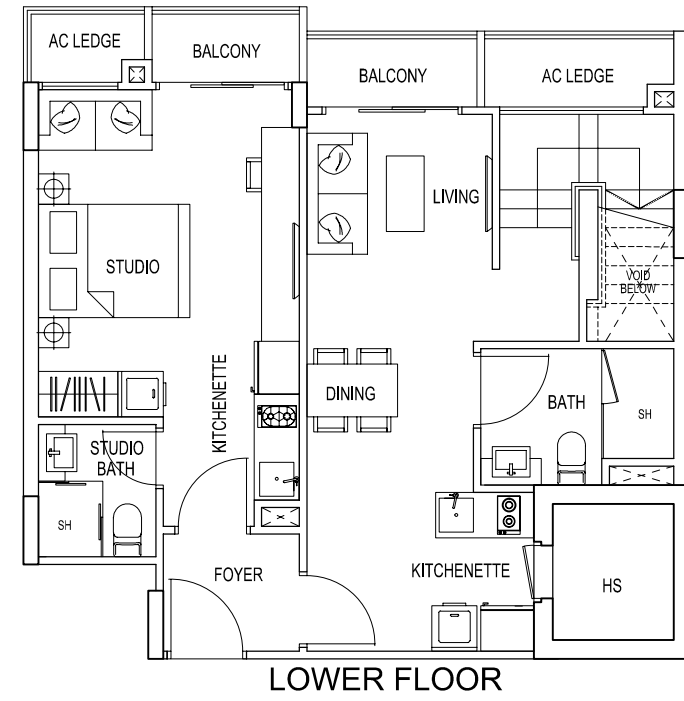 AC LEDGE
BALCONY
BALCONY
AC LEDGE
LIVING
STUDIO
VOID
BELOW
KITCHENETTE
DINING
BATH
SH
STUDIO
BATH
SH
FOYER
KITCHENETTE
HS
LOWER FLOOR